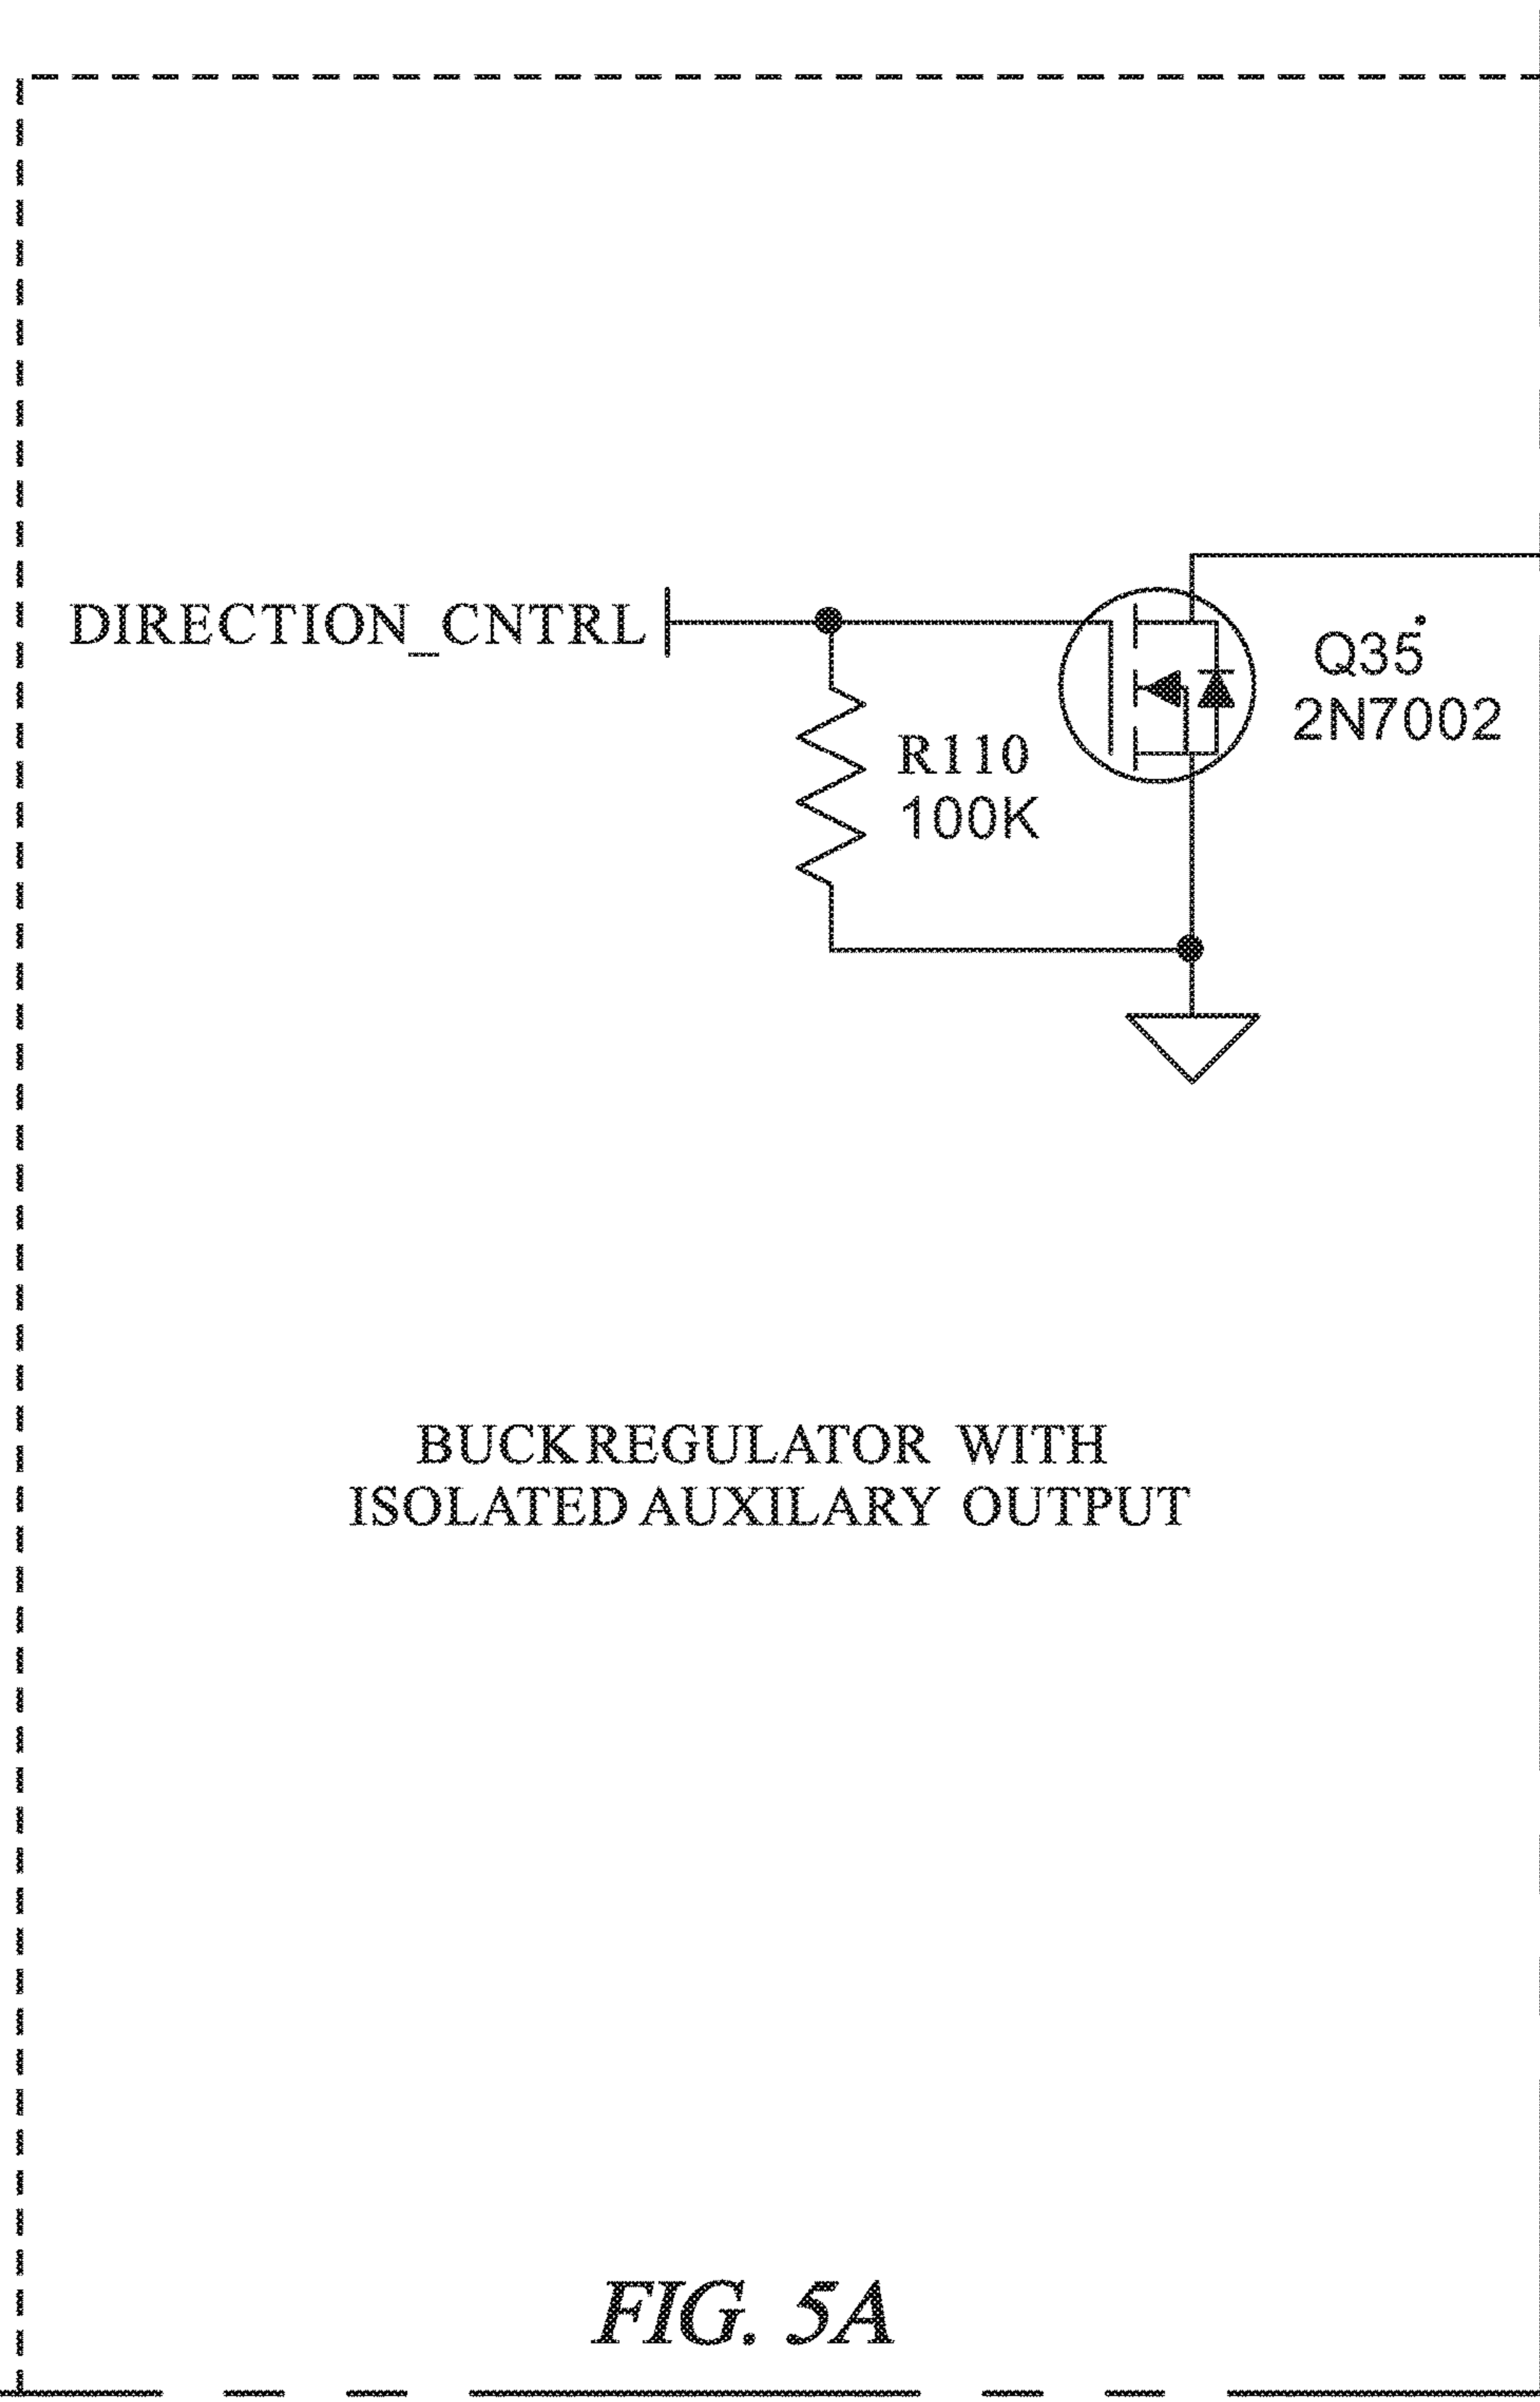 DIRECTION_CNTRL
Q35
2N7002
R110
100K
BUCK REGULATOR WITH
ISOLATED AUXILARY OUTPUT
FIG. 5A